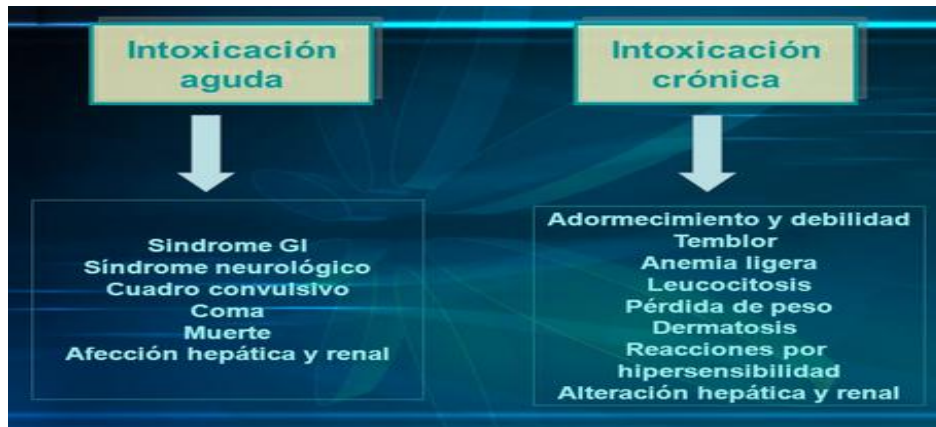 Intoxicación
aguda
Sindrome GI
Síndrome neurológico
Cuadro convulsivo
Coma
Muerte
Afección hepática y renal
Intoxicación
crónica
Adormecimiento y debilidad
Temblor
Anemia ligera
Leucocitosis
Pérdida de peso
Dermatosis
Reacciones por
hipersensibilidad
Alteración hepática y renal